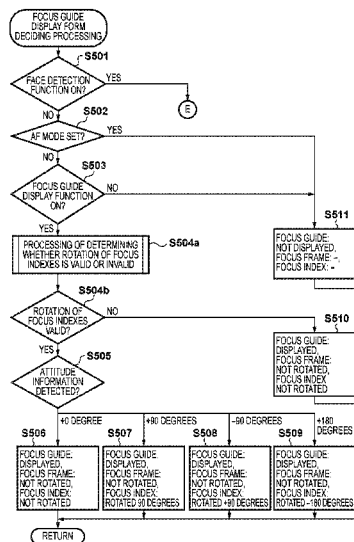 FOCUS GUIDE
DISPLAY FORM
DECIDING PROCESSING
S501
FACE DETECTION
FUNCTION ON?
YES
E
NO
S502
AF MODE SET?
YES
NO
S503
FOCUS GUIDE
DISPLAY FUNCTION
ON?
NO
YES
S504a
PROCESSING OF DETERMINING
WHETHER ROTATION OF FOCUS
INDEXES IS VALID OR INVALID
S511
FOCUS GUIDE:
NOT DISPLAYED,
FOCUS FRAME: –,
FOCUS INDEX: –
S504b
ROTATION OF
FOCUS INDEXES
VALID?
NO
YES
S510
FOCUS GUIDE:
DISPLAYED,
FOCUS FRAME:
NOT ROTATED,
FOCUS INDEX
NOT ROTATED
S505
ATTITUDE
INFORMATION
DETECTED?
±0 DEGREE
+90 DEGREES
–90 DEGREES
+180
DEGREES
S506
FOCUS GUIDE:
DISPLAYED,
FOCUS FRAME:
NOT ROTATED,
FOCUS INDEX:
NOT ROTATED
S507
FOCUS GUIDE:
DISPLAYED,
FOCUS FRAME:
NOT ROTATED,
FOCUS INDEX:
ROTATED 90 DEGREES
S508
FOCUS GUIDE:
DISPLAYED,
FOCUS FRAME:
NOT ROTATED,
FOCUS INDEX:
ROTATED +90 DEGREES
S509
FOCUS GUIDE:
DISPLAYED,
FOCUS FRAME:
NOT ROTATED,
FOCUS INDEX:
ROTATED –180 DEGREES
RETURN